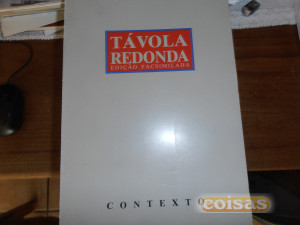 TÁVOLA
REDONDA
EDIÇÃO FACSIMILADA
CONTEXTO
coisas